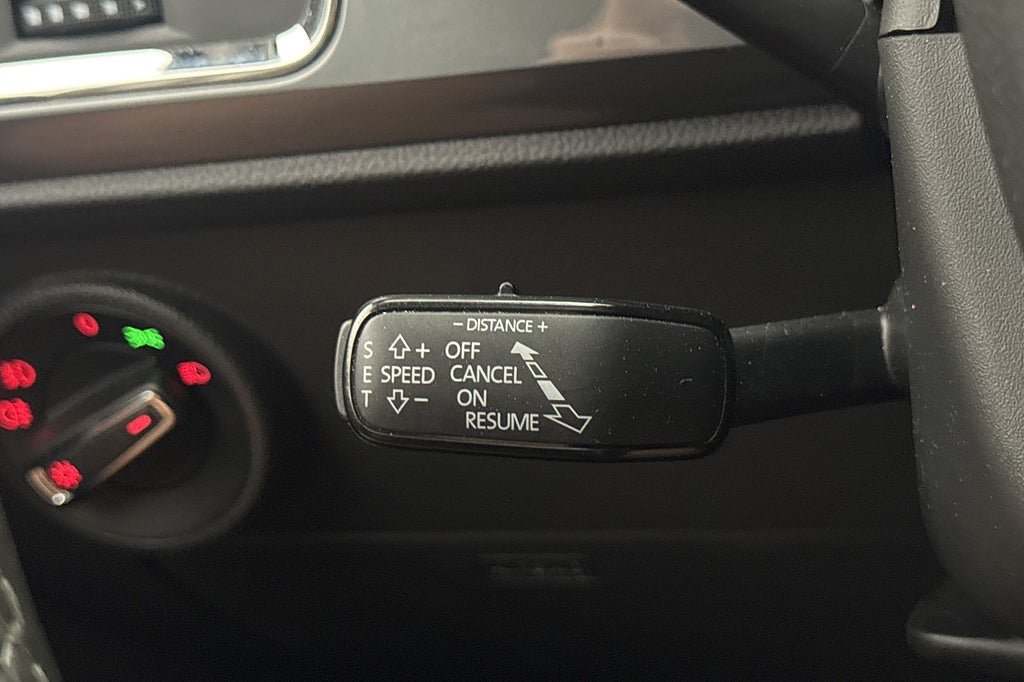 - DISTANCE +
S + OFF
E SPEED CANCEL
T - ON
RESUME